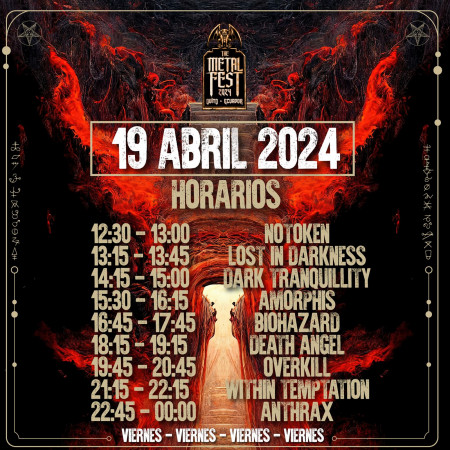 THE
METAL
FEST
2024
QUITO - ECUADOR
19 ABRIL 2024
HORARIOS
12:30 - 13:00 NOTOKEN
13:15 - 13:45 LOST IN DARKNESS
14:15 - 15:00 DARK TRANQUILLITY
15:30 - 16:15 AMORPHIS
16:45 - 17:45 BIOHAZARD
18:15 - 19:15 DEATH ANGEL
19:45 - 20:45 OVERKILL
21:15 - 22:15 WITHIN TEMPTATION
22:45 - 00:00 ANTHRAX
VIERNES - VIERNES - VIERNES - VIERNES